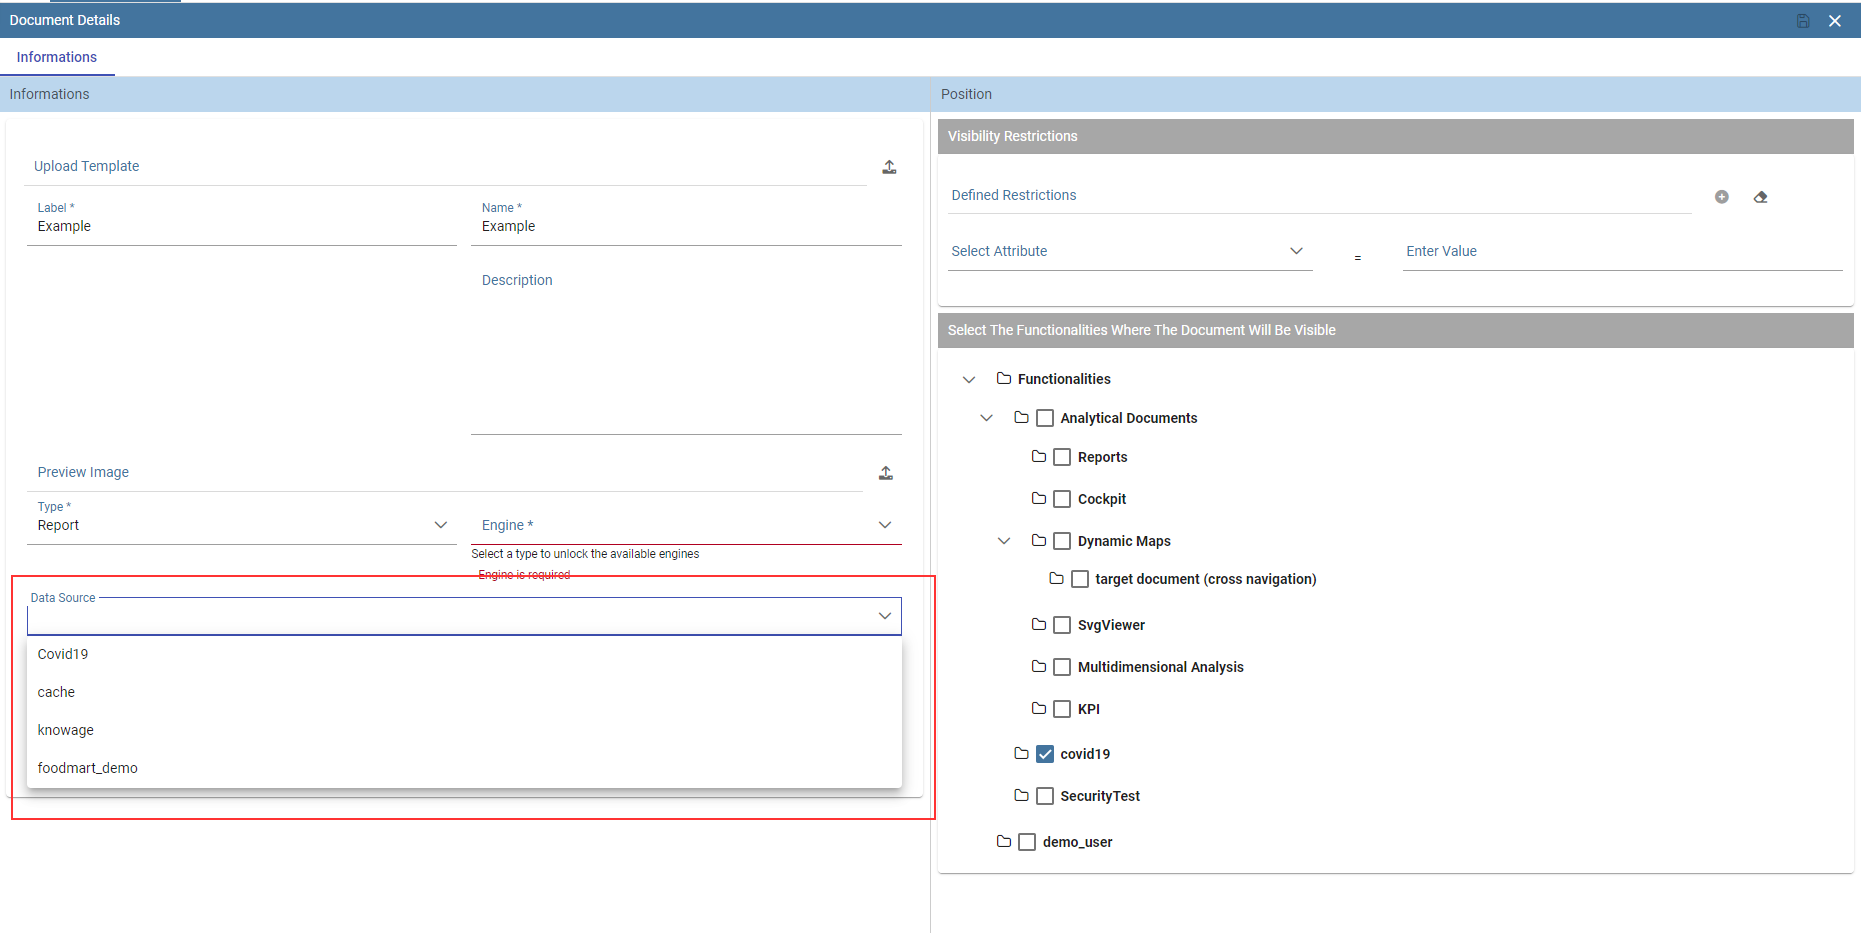 Document Details
Informations
Informations
Upload Template
Label *
Example
Name *
Example
Description
Preview Image
Type *
Report
Engine *
Select a type to unlock the available engines
Engine is required
Data Source
Covid19
cache
knowage
foodmart_demo
Position
Visibility Restrictions
Defined Restrictions
Select Attribute
=
Enter Value
Select The Functionalities Where The Document Will Be Visible
Functionalities
Analytical Documents
Reports
Cockpit
Dynamic Maps
target document (cross navigation)
SvgViewer
Multidimensional Analysis
KPI
covid19
SecurityTest
demo_user